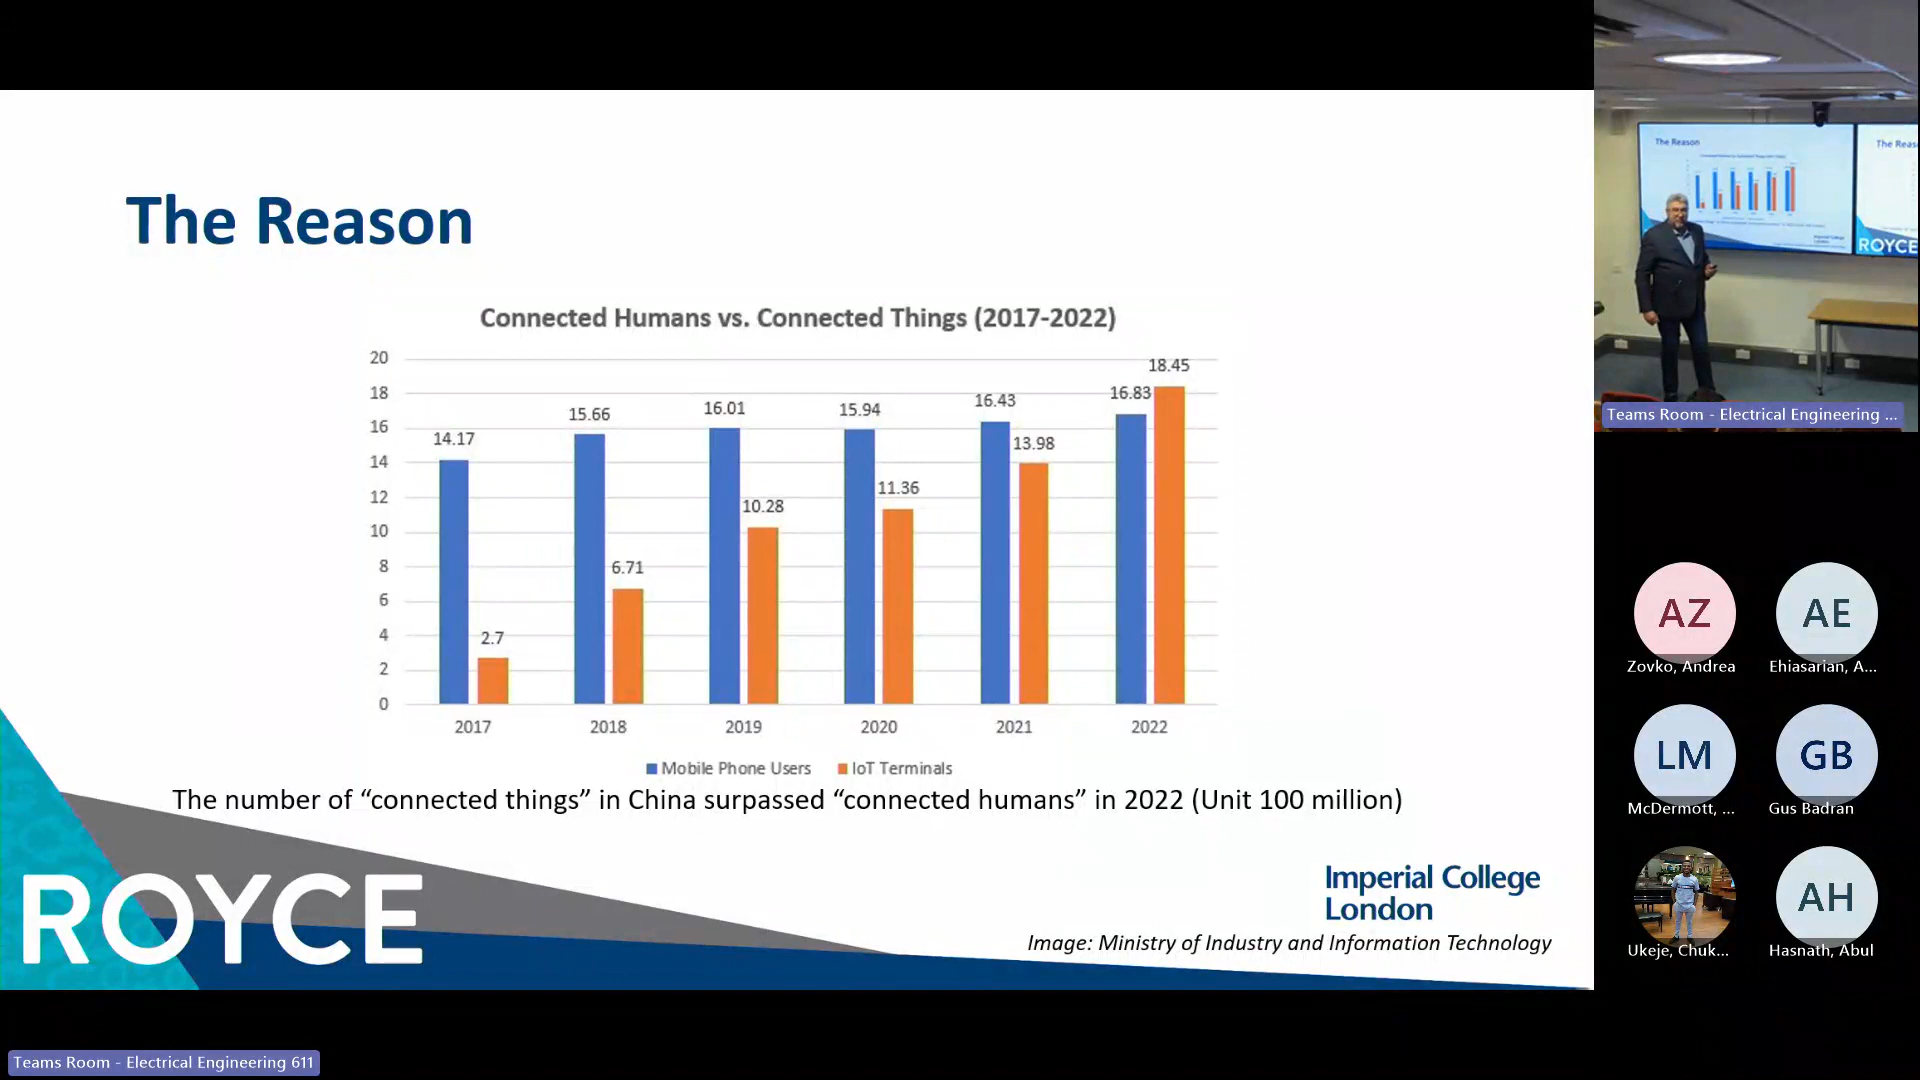 The Reason
Connected Humans vs. Connected Things (2017-2022)
20
18
16
14
12
10
8
6
4
2
0
14.17
2.7
15.66
6.71
16.01
10.28
15.94
11.36
16.43
13.98
16.83
18.45
2017 2018 2019 2020 2021 2022
Mobile Phone Users IoT Terminals
The number of “connected things” in China surpassed “connected humans” in 2022 (Unit 100 million)
ROYCE
Imperial College
London
Image: Ministry of Industry and Information Technology
Teams Room - Electrical Engineering 611
The Reason
The Reas
ROYCE
Teams Room - Electrical Engineering ...
AZ
Zovko, Andrea
AE
Ehiasarian, A...
LM
McDermott, ...
GB
Gus Badran
Ukeje, Chuk...
AH
Hasnath, Abul